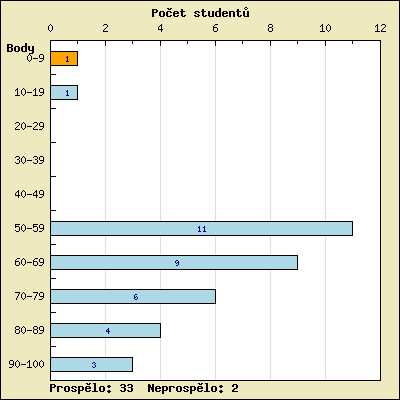 Počet studentů
0 2 4 6 8 10 12
Body
0-9 1
10-19 1
20-29
30-39
40-49
50-59 11
60-69 9
70-79 6
80-89 4
90-100 3
Prospělo: 33 Neprospělo: 2